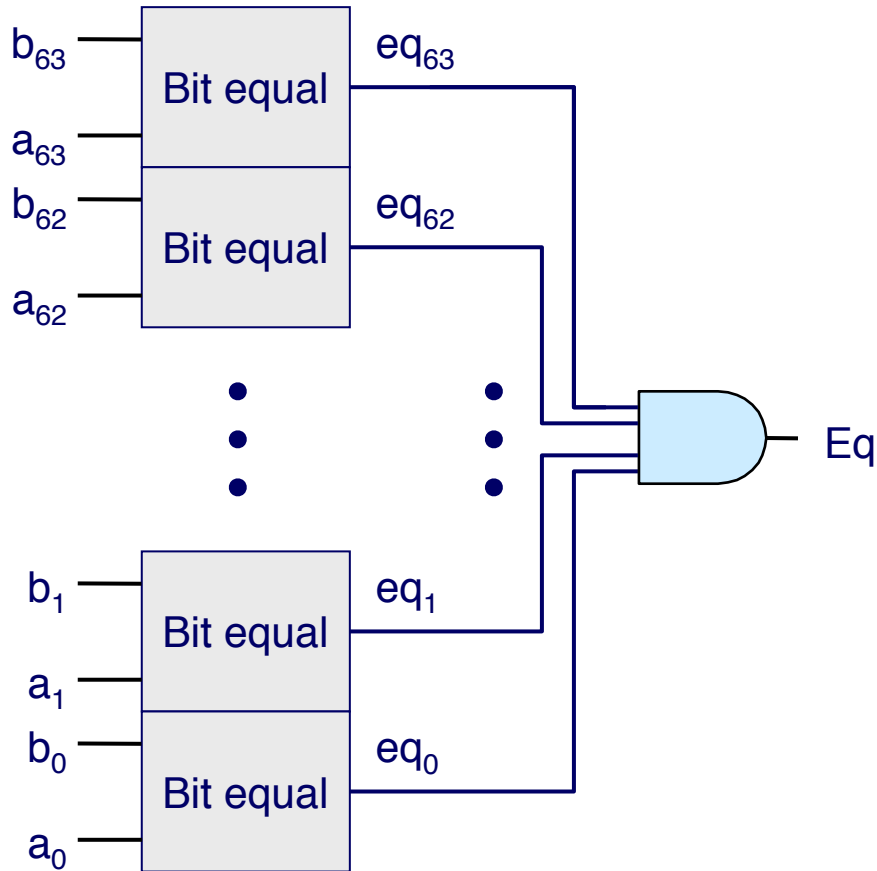 b₆₃ eq₆₃
Bit equal
a₆₃
b₆₂ eq₆₂
Bit equal
a₆₂
Eq
b₁ eq₁
Bit equal
a₁
b₀ eq₀
Bit equal
a₀